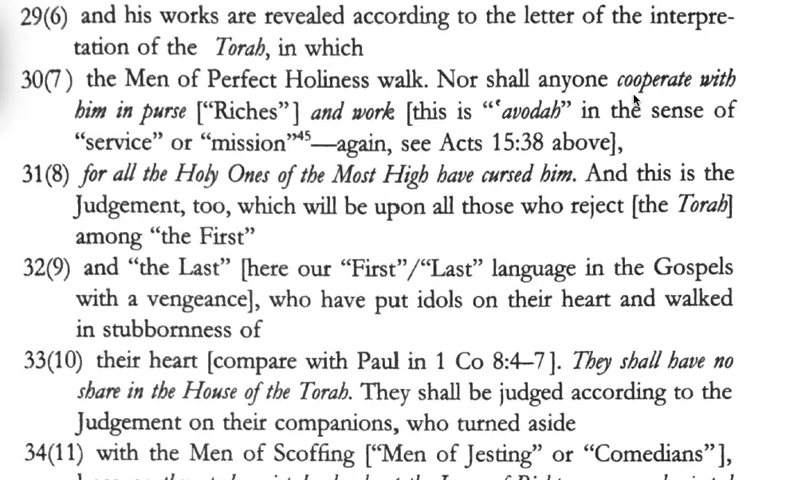 29(6) and his works are revealed according to the letter of the interpre-
tation of the Torah, in which
30(7) the Men of Perfect Holiness walk. Nor shall anyone cooperate with
him in purse [“Riches”] and work [this is “‘avodah” in the sense of
“service” or “mission”45—again, see Acts 15:38 above],
31(8) for all the Holy Ones of the Most High have cursed him. And this is the
Judgement, too, which will be upon all those who reject [the Torah]
among “the First”
32(9) and “the Last” [here our “First”/“Last” language in the Gospels
with a vengeance], who have put idols on their heart and walked
in stubbornness of
33(10) their heart [compare with Paul in 1 Co 8:4–7]. They shall have no
share in the House of the Torah. They shall be judged according to the
Judgement on their companions, who turned aside
34(11) with the Men of Scoffing [“Men of Jesting” or “Comedians”],